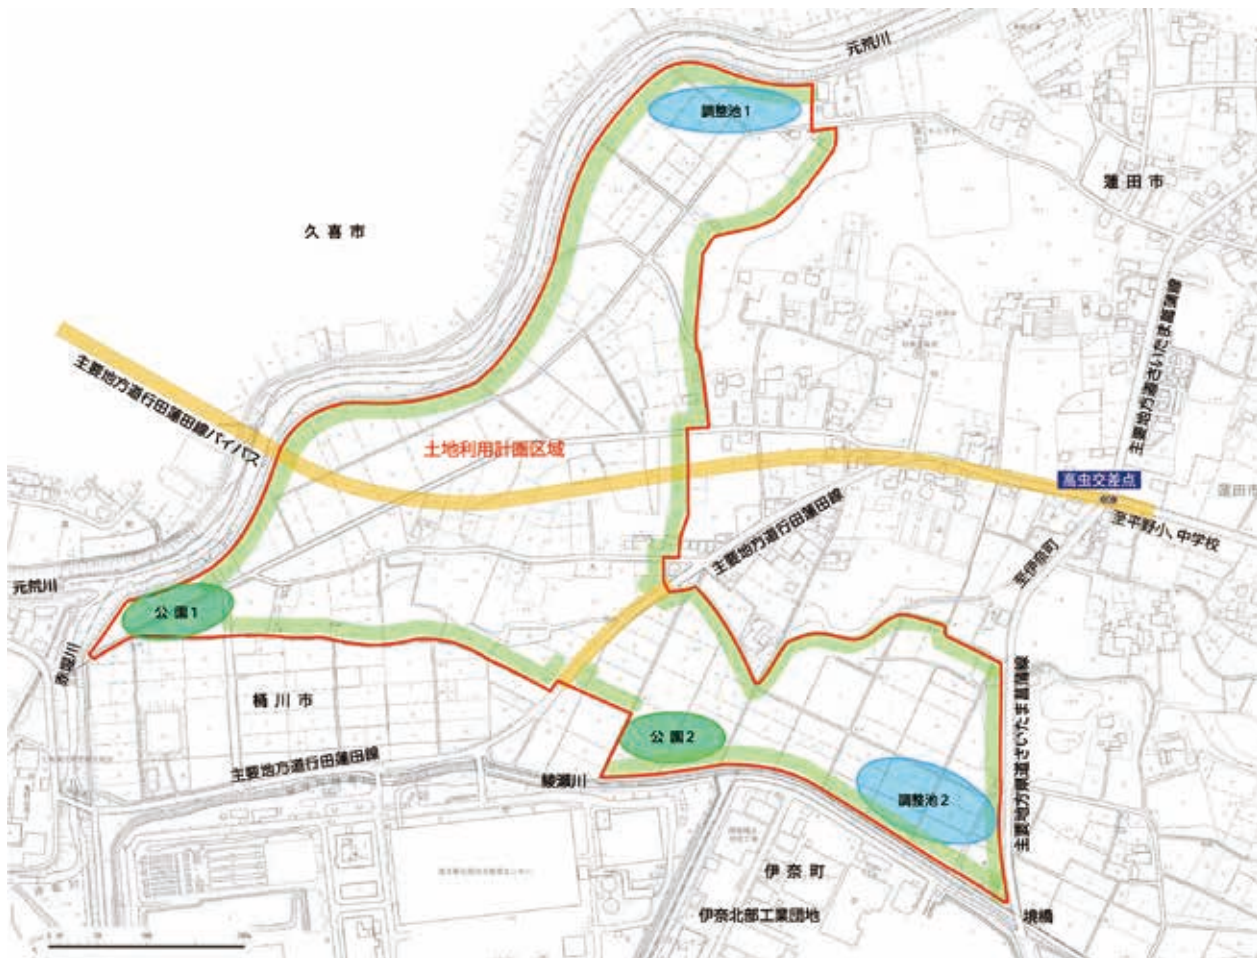 元荒川
調整池1
蓮田市
久喜市
主要地方道さいたま菖蒲線
主要地方道行田蓮田線バイパス
土地利用計画区域
高虫交差点
蓮田市
至平野小、中学校
主要地方道行田蓮田線
至伊奈町
元荒川
公園1
赤堀川
桶川市
主要地方道さいたま菖蒲線
公園2
主要地方道行田蓮田線
綾瀬川
調整池2
伊奈町
伊奈北部工業団地
境橋